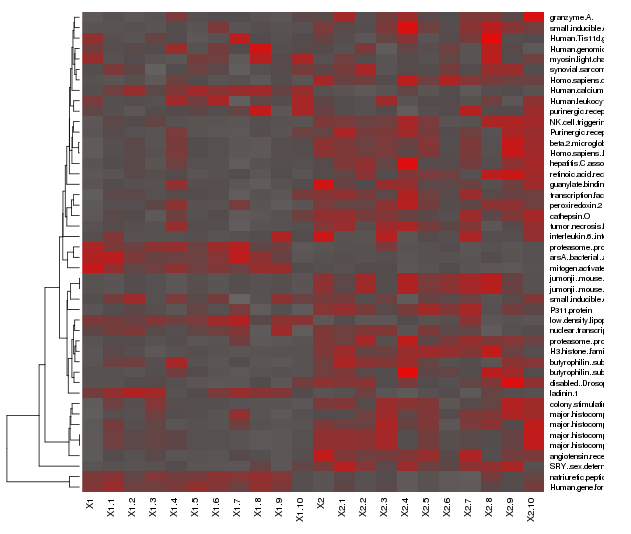 granzyme.A.
small.inducible.c
Human.Tis11d.g
Human.genomic
myosin.light.cha
synovial.sarcom
Homo.sapiens.c
Human.calcium
Human.leukocy
purinergic.recep
NK.cell.triggerin
Purinergic.recep
beta.2.microglob
Homo.sapiens.l
hepatitis.C.asso
retinoic.acid.rec
guanylate.bindin
transcription.fac
peroxiredoxin.2
cathepsin.O
tumor.necrosis.l
interleukin.6..int
proteasome..pro
arsA.bacterial..a
mitogen.activate
jumonji..mouse.
jumonji..mouse.
small.inducible.c
P311.protein
low.density.lipop
nuclear.transcrip
proteasome..pro
H3.histone..fami
butyrophilin..sub
butyrophilin..sub
disabled..Drosop
ladinin.1
colony.stimulatin
major.histocomp
major.histocomp
major.histocomp
major.histocomp
angiotensin.rece
SRY..sex.determ
natriuretic.peptic
Human.gene.for
X1 X1.1 X1.2 X1.3 X1.4 X1.5 X1.6 X1.7 X1.8 X1.9 X1.10 X2 X2.1 X2.2 X2.3 X2.4 X2.5 X2.6 X2.7 X2.8 X2.9 X2.10